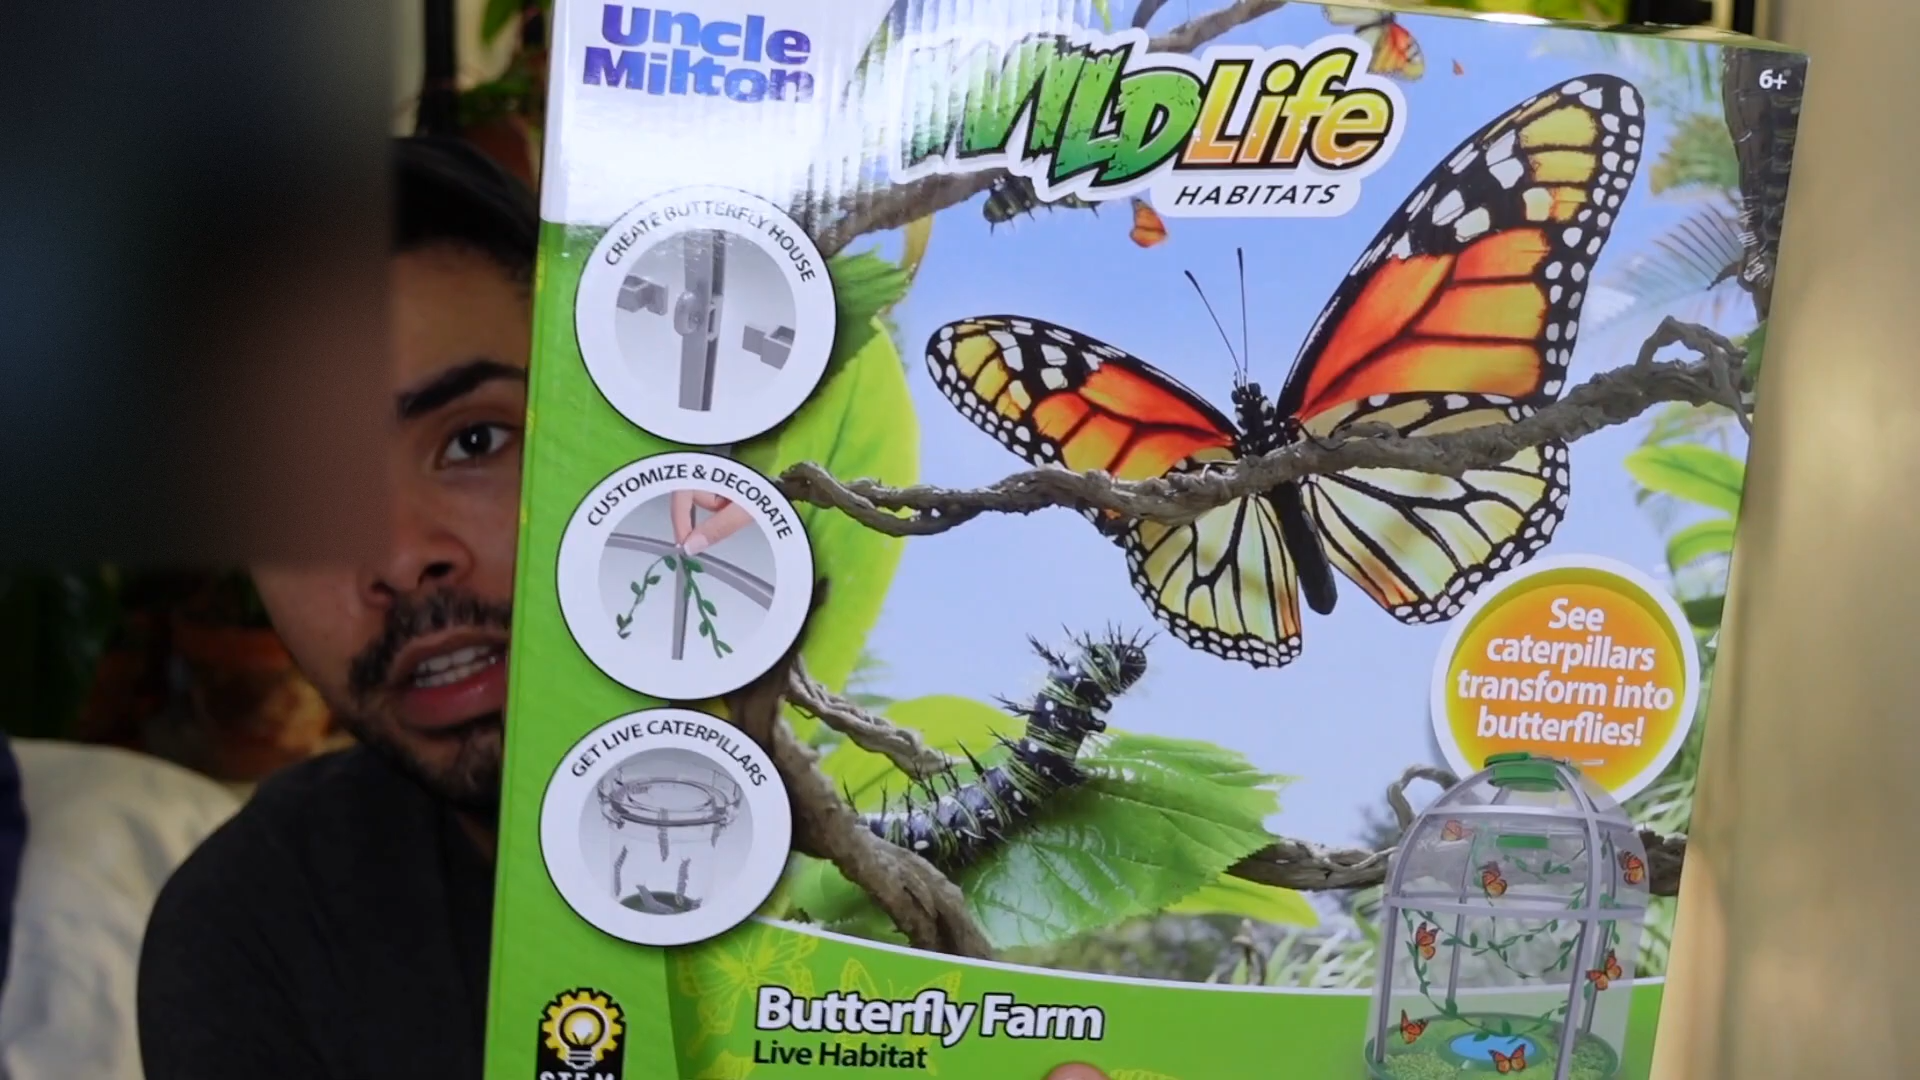 Uncle
Milton
WILDLife
HABITATS
6+
CREATE BUTTERFLY HOUSE
CUSTOMIZE & DECORATE
GET LIVE CATERPILLARS
See
caterpillars
transform into
butterflies!
Butterfly Farm
Live Habitat
STEM